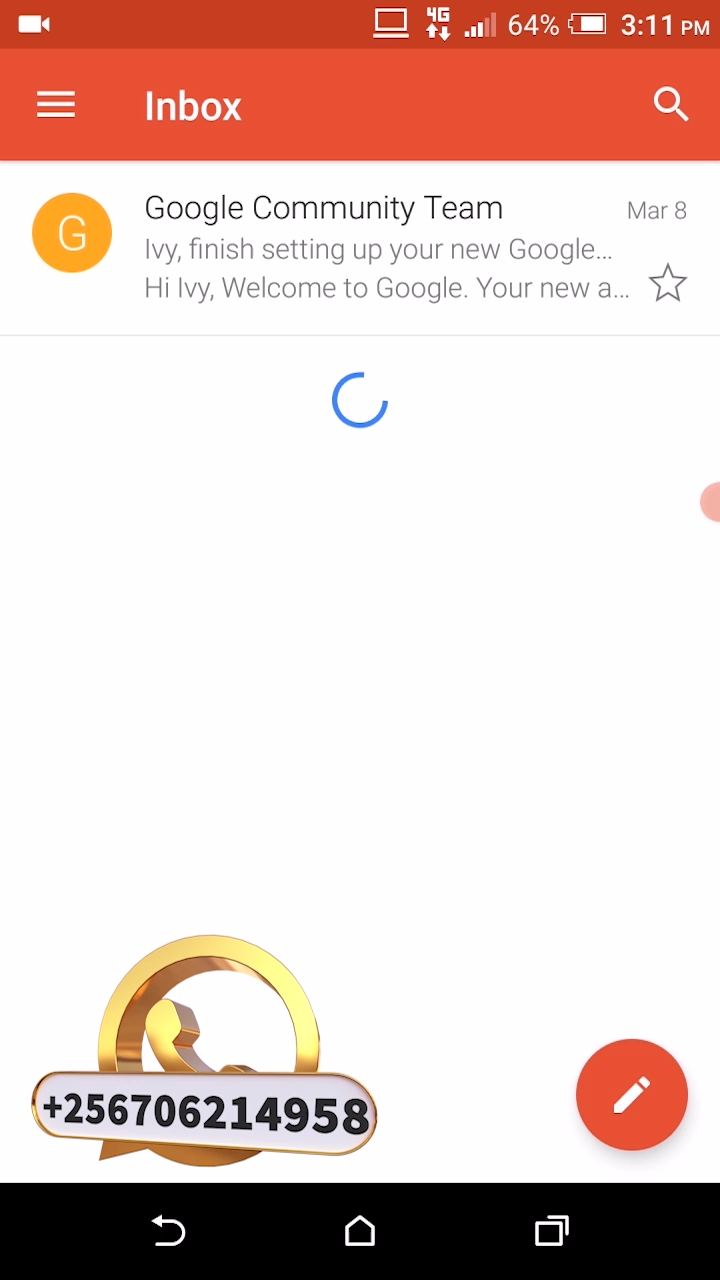 4G 64% 3:11 PM
Inbox
G
Google Community Team
Mar 8
Ivy, finish setting up your new Google...
Hi Ivy, Welcome to Google. Your new a...
+256706214958